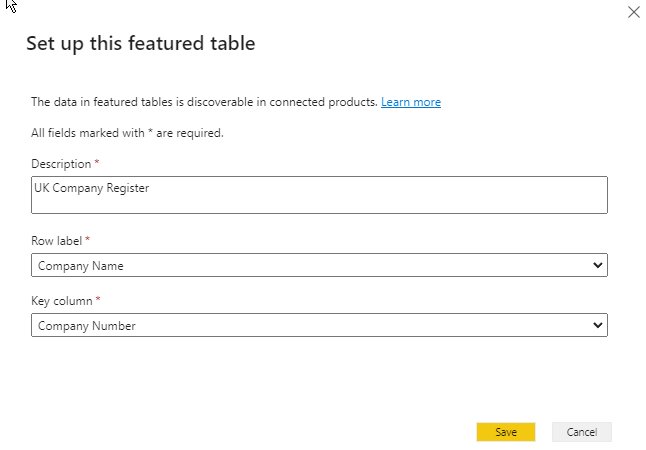 Set up this featured table
The data in featured tables is discoverable in connected products. Learn more
All fields marked with * are required.
Description *
UK Company Register
Row label *
Company Name
Key column *
Company Number
Save Cancel